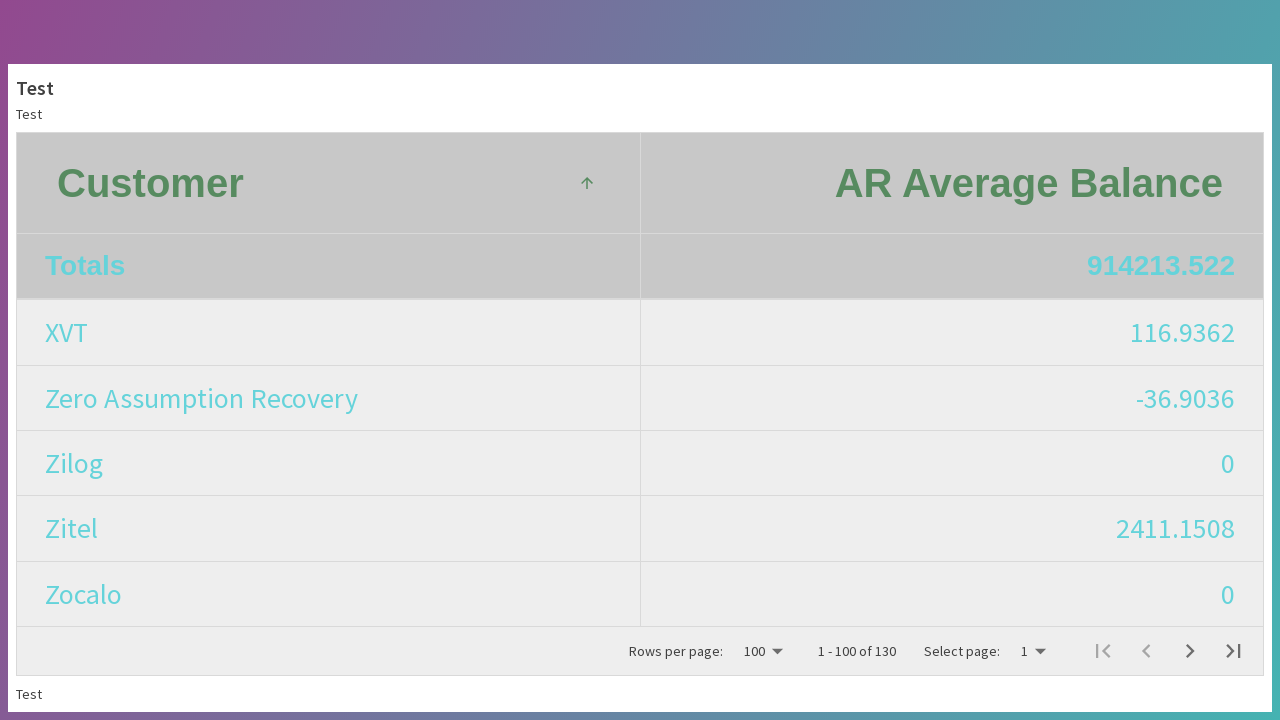 Test
Test
Customer AR Average Balance
Totals 914213.522
XVT 116.9362
Zero Assumption Recovery -36.9036
Zilog 0
Zitel 2411.1508
Zocalo 0
Rows per page: 100 1 - 100 of 130 Select page: 1
Test